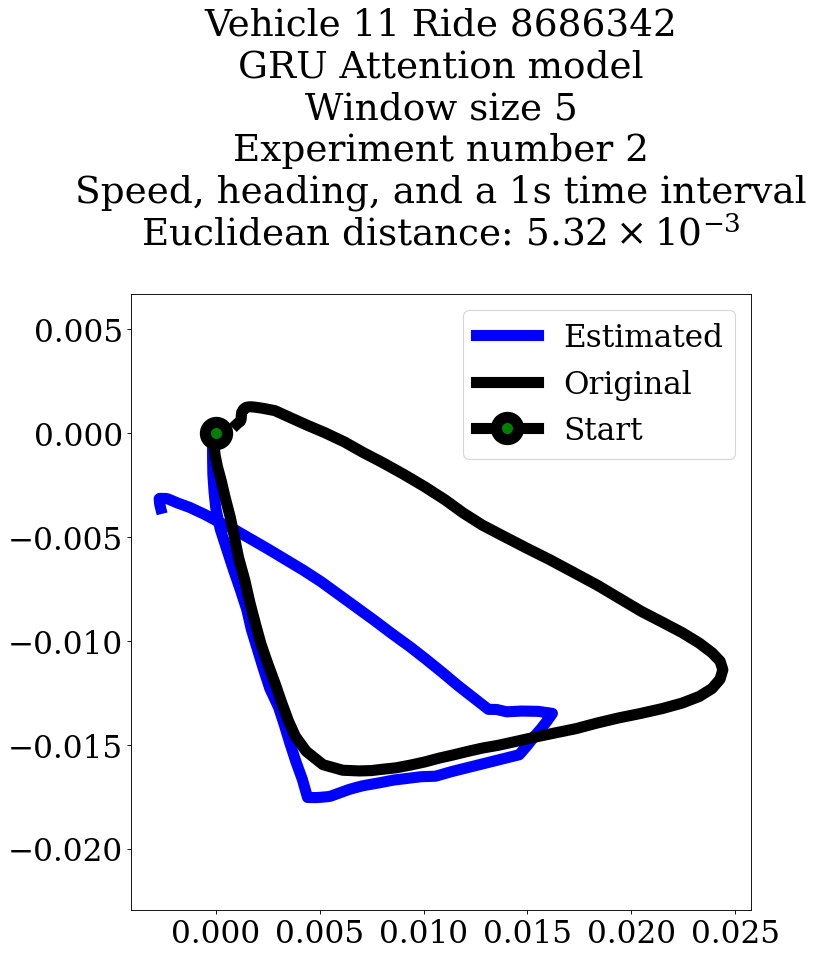 Vehicle 11 Ride 8686342
GRU Attention model
Window size 5
Experiment number 2
Speed, heading, and a 1s time interval
Euclidean distance: 5.32 × 10⁻³
Estimated
Original
Start
0.005
0.000
−0.005
−0.010
−0.015
−0.020
0.000 0.005 0.010 0.015 0.020 0.025